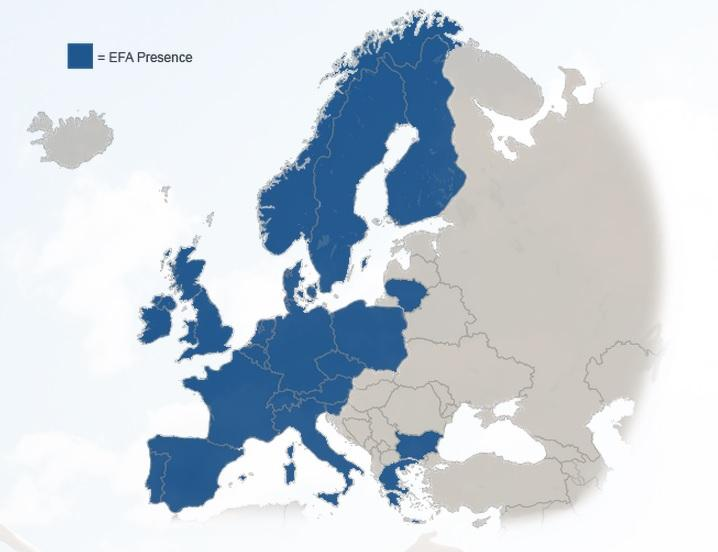 = EFA Presence